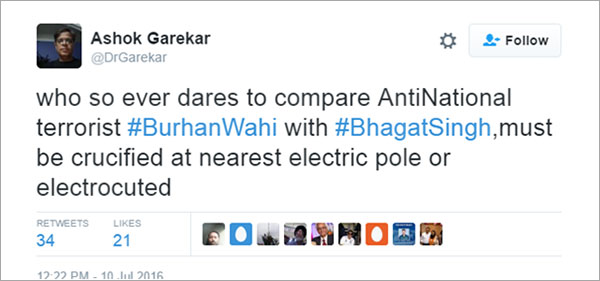 Ashok Garekar
@DrGarekar
Follow
who so ever dares to compare AntiNational
terrorist #BurhanWahi with #BhagatSingh,must
be crucified at nearest electric pole or
electrocuted
RETWEETS LIKES
34 21
12:22 PM - 10 Jul 2016